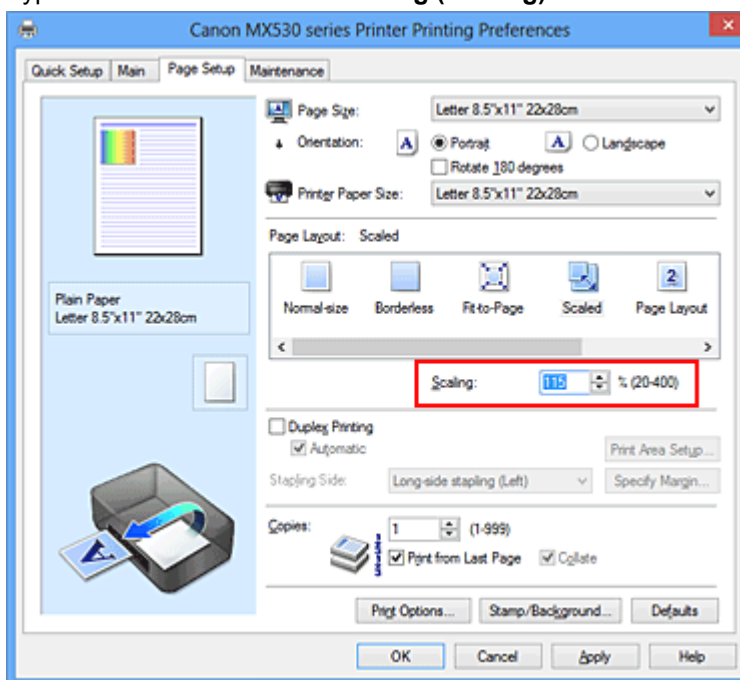 Canon MX530 series Printer Printing Preferences
Quick Setup Main Page Setup Maintenance
Page Size: Letter 8.5"x11" 22x28cm
Orientation: A Portrait A Landscape
Rotate 180 degrees
Printer Paper Size: Letter 8.5"x11" 22x28cm
Page Layout: Scaled
Normal-size Borderless Fit-to-Page Scaled Page Layout
Plain Paper
Letter 8.5"x11" 22x28cm
Scaling: 115 % (20-400)
Duplex Printing
Automatic
Print Area Setup...
Stapling Side: Long-side stapling (Left) Specify Margin...
Copies: 1 (1-999)
Print from Last Page Collate
Print Options... Stamp/Background... Defaults
OK Cancel Apply Help